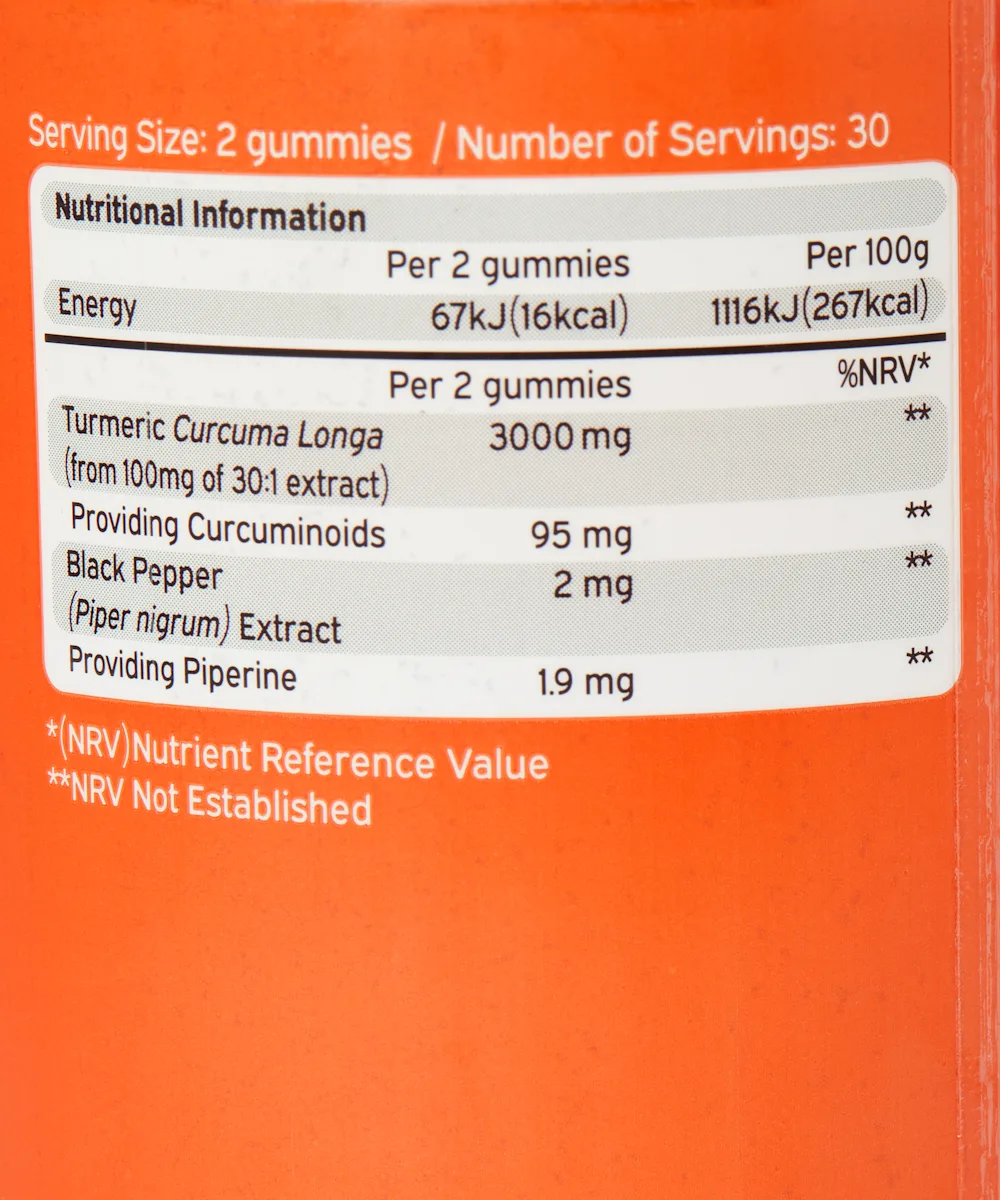 Serving Size: 2 gummies / Number of Servings: 30
Nutritional Information
Per 2 gummies Per 100g
Energy 67kJ(16kcal) 1116kJ(267kcal)
Per 2 gummies %NRV*
Turmeric Curcuma Longa 3000 mg **
(from 100mg of 30:1 extract)
Providing Curcuminoids 95 mg **
Black Pepper 2 mg **
(Piper nigrum) Extract
Providing Piperine 1.9 mg **
*(NRV)Nutrient Reference Value
**NRV Not Established